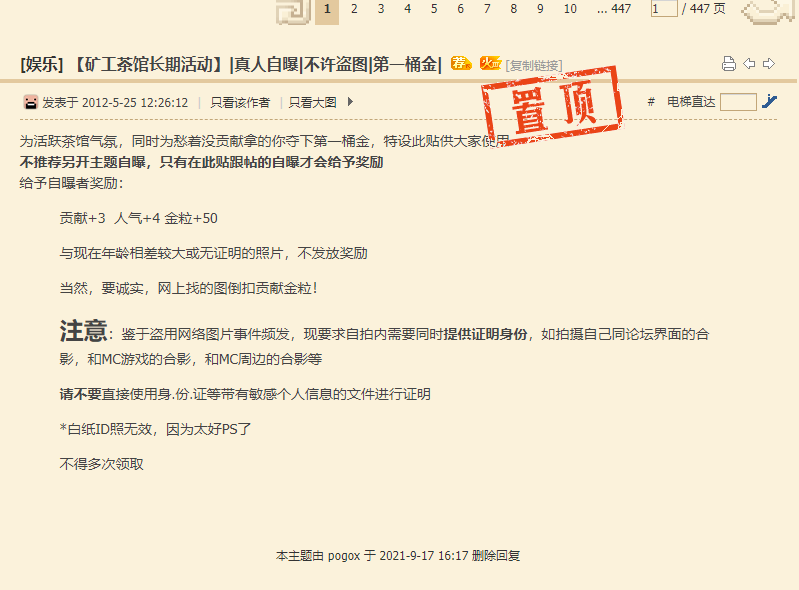 1 2 3 4 5 6 7 8 9 10 ... 447 1 / 447 页
[娱乐] 【矿工茶馆长期活动】|真人自曝|不许盗图|第一桶金| 荐 火 [复制链接]
置顶
发表于 2012-5-25 12:26:12 | 只看该作者 | 只看大图 # 电梯直达
为活跃茶馆气氛，同时为愁着没贡献拿的你夺下第一桶金，特设此贴供大家使用
不推荐另开主题自曝，只有在此贴跟帖的自曝才会给予奖励
给予自曝者奖励：
贡献+3 人气+4 金粒+50
与现在年龄相差较大或无证明的照片，不发放奖励
当然，要诚实，网上找的图倒扣贡献金粒！
注意：鉴于盗用网络图片事件频发，现要求自拍内需要同时提供证明身份，如拍摄自己同论坛界面的合
影，和MC游戏的合影，和MC周边的合影等
请不要直接使用身.份.证等带有敏感个人信息的文件进行证明
*白纸ID照无效，因为太好PS了
不得多次领取
本主题由 pogox 于 2021-9-17 16:17 删除回复